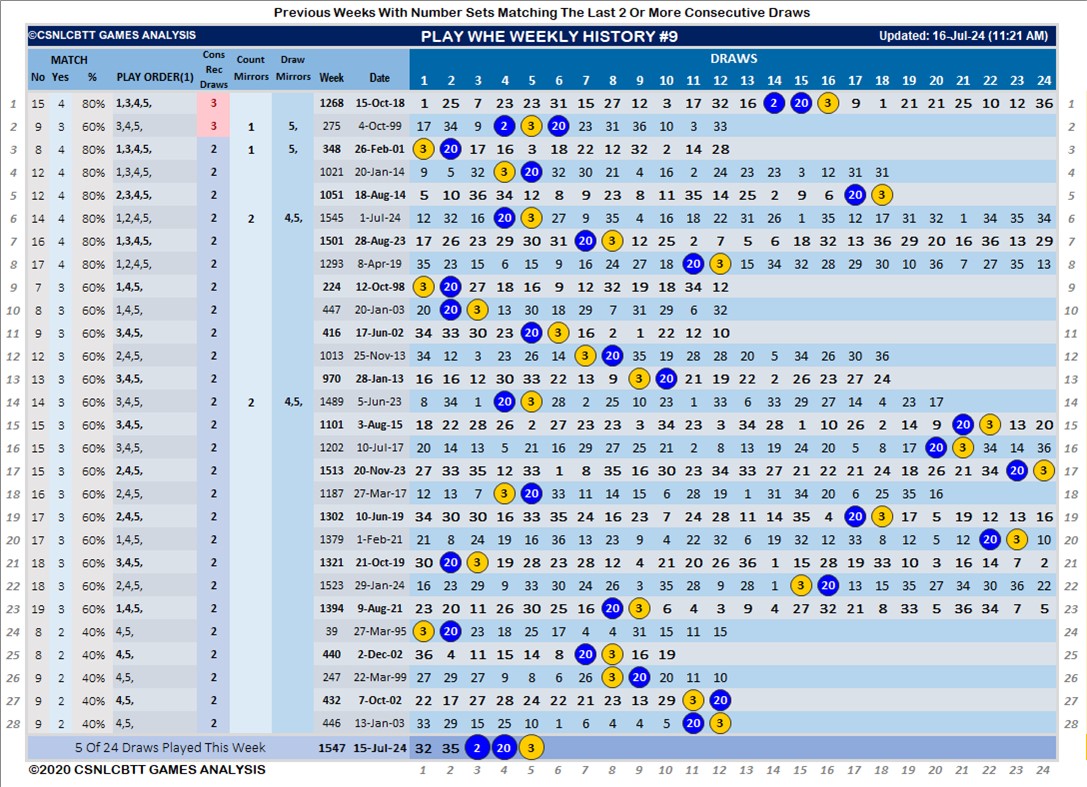 Previous Weeks With Number Sets Matching The Last 2 Or More Consecutive Draws
©CSNLCBTT GAMES ANALYSIS PLAY WHE WEEKLY HISTORY #9 Updated: 16-Jul-24 (11:21 AM)
MATCH Cons Rec Draws Count Mirrors Draw Mirrors DRAWS
No Yes % PLAY ORDER(1) Week Date 1 2 3 4 5 6 7 8 9 10 11 12 13 14 15 16 17 18 19 20 21 22 23 24
1 15 4 80% 1,3,4,5, 3 1268 15-Oct-18 1 25 7 23 23 31 15 27 12 3 17 32 16 2 15 3 9 1 21 21 25 10 12 36 1
2 9 3 60% 3,4,5, 3 1 5, 275 4-Oct-99 17 34 9 2 3 20 23 31 36 10 3 33 2
3 8 4 80% 1,3,4,5, 2 1 5, 348 26-Feb-01 3 20 17 16 3 18 22 12 32 2 14 28 3
4 12 4 80% 1,3,4,5, 2 1021 20-Jan-14 9 5 32 3 20 32 30 21 4 16 2 24 23 23 3 12 31 31 4
5 12 4 80% 2,3,4,5, 2 1051 18-Aug-14 5 10 36 34 12 8 9 23 8 11 35 14 25 2 9 6 20 3 5
6 14 4 80% 1,2,4,5, 2 2 4,5, 1545 1-Jul-24 12 32 16 20 3 27 9 35 4 16 18 22 31 26 1 35 12 17 31 32 1 34 35 34 6
7 16 4 80% 1,3,4,5, 2 1501 28-Aug-23 17 26 23 29 30 31 20 3 12 25 2 7 5 6 18 32 13 36 29 20 16 36 13 29 7
8 17 4 80% 1,2,4,5, 2 1293 8-Apr-19 35 23 15 6 15 9 16 24 27 18 20 3 15 34 32 28 29 30 10 36 7 27 35 13 8
9 7 3 60% 1,4,5, 2 224 12-Oct-98 3 20 27 18 16 9 12 32 19 18 34 12 9
10 8 3 60% 1,4,5, 2 447 20-Jan-03 20 20 3 13 30 18 29 7 31 29 6 32 10
11 9 3 60% 3,4,5, 2 416 17-Jun-02 34 33 30 23 20 3 16 2 1 22 12 10 11
12 12 3 60% 2,4,5, 2 1013 25-Nov-13 34 12 3 23 26 14 3 20 35 19 28 28 20 5 34 26 30 36 12
13 13 3 60% 3,4,5, 2 970 28-Jan-13 16 16 12 30 33 22 13 9 3 20 21 19 22 2 26 23 27 24 13
14 14 3 60% 3,4,5, 2 2 4,5, 1489 5-Jun-23 8 34 1 20 3 28 2 25 10 23 1 33 6 33 29 27 14 4 23 17 14
15 15 3 60% 3,4,5, 2 1101 3-Aug-15 18 22 28 26 2 27 23 23 3 34 23 3 34 28 1 10 26 2 14 9 20 3 13 20 15
16 15 3 60% 3,4,5, 2 1202 10-Jul-17 20 14 13 5 21 16 29 27 25 21 2 8 13 19 24 20 5 8 17 20 3 34 14 36 16
17 15 3 60% 2,4,5, 2 1513 20-Nov-23 27 33 35 12 33 1 8 35 16 30 23 34 33 27 21 22 21 24 18 26 21 34 20 3 17
18 16 3 60% 2,4,5, 2 1187 27-Mar-17 12 13 7 3 20 33 11 14 15 6 28 19 1 31 34 20 6 25 35 16 18
19 17 3 60% 2,4,5, 2 1302 10-Jun-19 34 30 30 16 33 35 24 16 10 23 7 24 28 11 14 35 4 20 3 17 5 19 12 13 16 19
20 17 3 60% 1,4,5, 2 1379 1-Feb-21 21 8 24 19 16 36 13 23 9 4 22 32 6 19 32 12 33 8 12 5 12 20 3 10 20
21 18 3 60% 3,4,5, 2 1321 21-Oct-19 30 20 3 19 28 23 28 12 4 21 20 26 36 1 15 28 19 33 10 3 16 14 7 2 21
22 18 3 60% 2,4,5, 2 1523 29-Jan-24 16 23 29 9 33 30 24 26 3 35 28 9 28 1 3 20 13 15 35 27 34 30 36 22 22
23 19 3 60% 1,4,5, 2 1394 9-Aug-21 23 20 11 26 30 25 16 20 3 6 4 3 9 4 27 32 21 8 33 5 36 34 7 5 23
24 8 2 40% 4,5, 2 39 27-Mar-95 3 20 23 18 25 17 4 4 31 15 11 15 24
25 8 2 40% 4,5, 2 440 2-Dec-02 36 4 11 15 14 8 20 3 16 19 25
26 9 2 40% 4,5, 2 247 22-Mar-99 27 29 27 9 8 6 26 3 20 20 11 10 26
27 9 2 40% 4,5, 2 432 7-Oct-02 22 17 27 28 24 22 21 23 13 29 3 20 27
28 9 2 40% 4,5, 2 446 13-Jan-03 33 29 15 25 10 1 6 4 4 5 20 3 28
5 Of 24 Draws Played This Week 1547 15-Jul-24 32 35 2 20 3
©2020 CSNLCBTT GAMES ANALYSIS 1 2 3 4 5 6 7 8 9 10 11 12 13 14 15 16 17 18 19 20 21 22 23 24